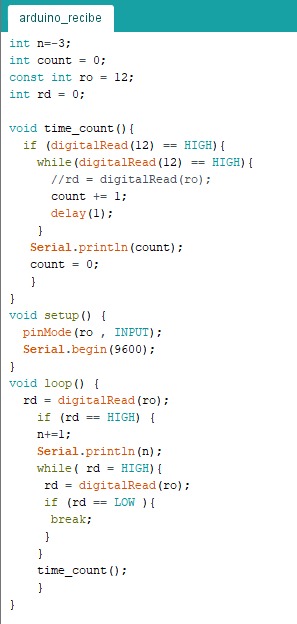 arduino_recibe
int n=-3;
int count = 0;
const int ro = 12;
int rd = 0;
void time_count(){
if (digitalRead(12) == HIGH){
while(digitalRead(12) == HIGH){
//rd = digitalRead(ro);
count += 1;
delay(1);
}
Serial.println(count);
count = 0;
}
}
void setup() {
pinMode(ro , INPUT);
Serial.begin(9600);
}
void loop() {
rd = digitalRead(ro);
if (rd == HIGH) {
n+=1;
Serial.println(n);
while( rd = HIGH){
rd = digitalRead(ro);
if (rd == LOW ){
break;
}
}
time_count();
}
}